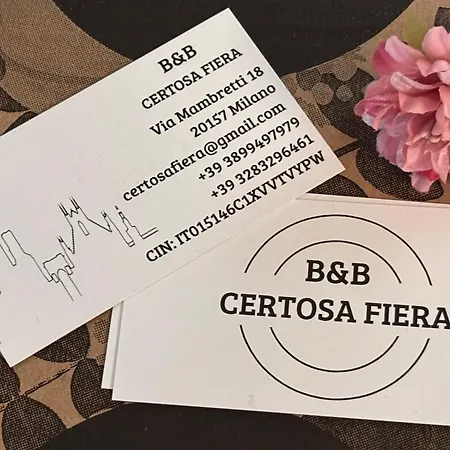 B&B
CERTOSA FIERA
Via Mambretti 18
20157 Milano
certosafiera@gmail.com
+39 3899497979
+39 3283296461
CIN: IT015146C1XVVTVYPW
B&B
CERTOSA FIERA